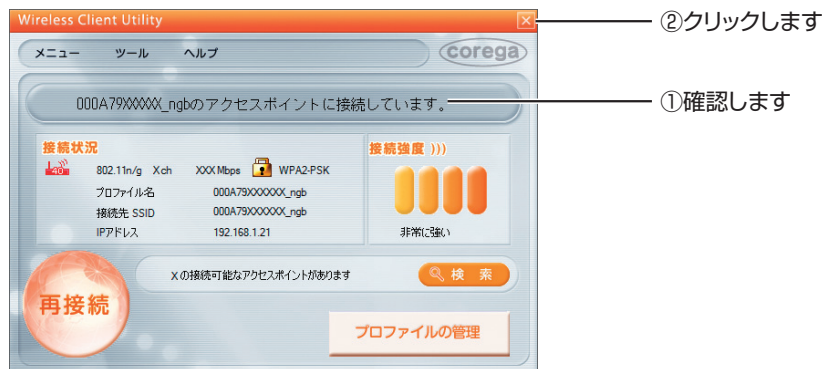 Wireless Client Utility
②クリックします
メニュー ツール ヘルプ
corega
000A79XXXXXX_ngbのアクセスポイントに接続しています。
①確認します
接続状況
接続強度 )))
40 802.11n/g Xch XXX Mbps WPA2-PSK
プロファイル名 000A79XXXXXX_ngb
接続先 SSID 000A79XXXXXX_ngb
IPアドレス 192.168.1.21
非常に強い
Xの接続可能なアクセスポイントがあります
検 索
再接続
プロファイルの管理